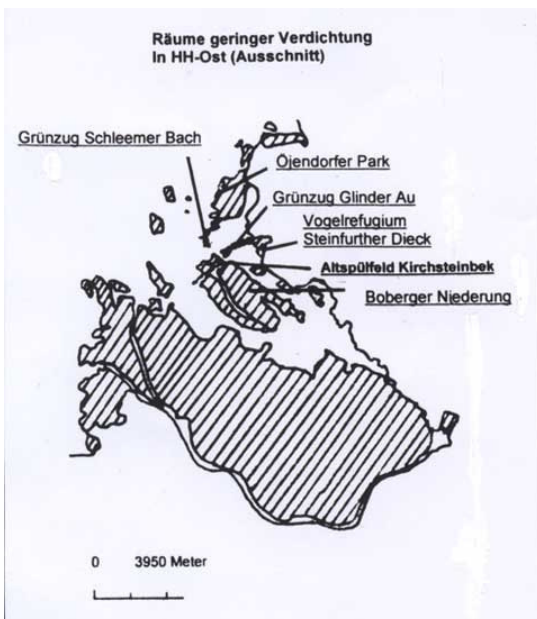 Räume geringer Verdichtung
In HH-Ost (Ausschnitt)
Grünzug Schleemer Bach
Öjendorfer Park
Grünzug Glinder Au
Vogelrefugium
Steinfurther Dieck
Altspülfeld Kirchsteinbek
Boberger Niederung
0 3950 Meter